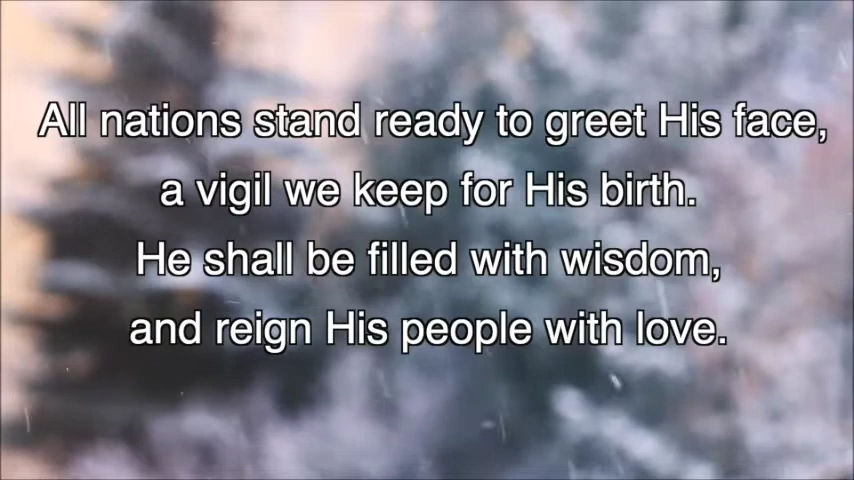 All nations stand ready to greet His face,
a vigil we keep for His birth.
He shall be filled with wisdom,
and reign His people with love.